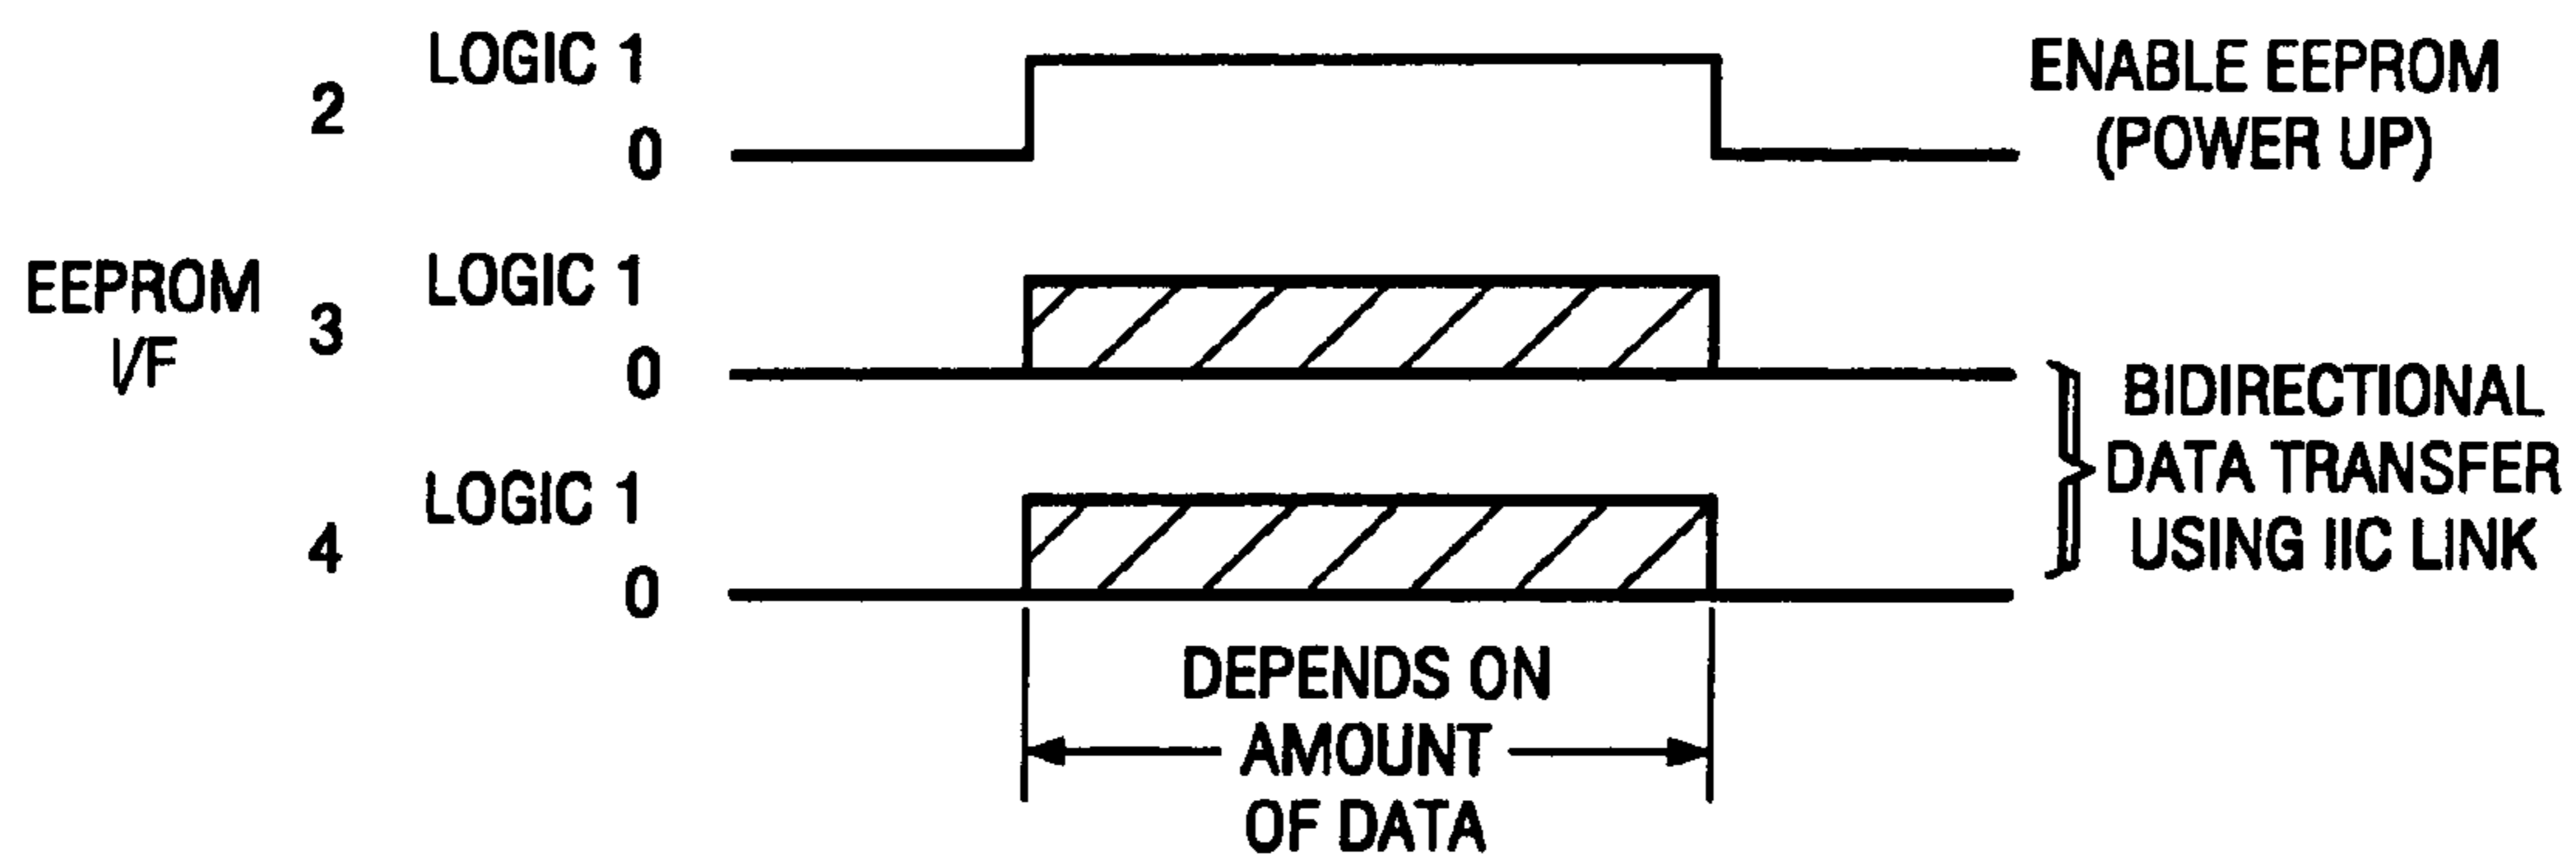 LOGIC 1
2
0
ENABLE EEPROM
(POWER UP)
EEPROM
I/F
LOGIC 1
3
0
LOGIC 1
4
0
BIDIRECTIONAL
DATA TRANSFER
USING IIC LINK
DEPENDS ON
AMOUNT
OF DATA